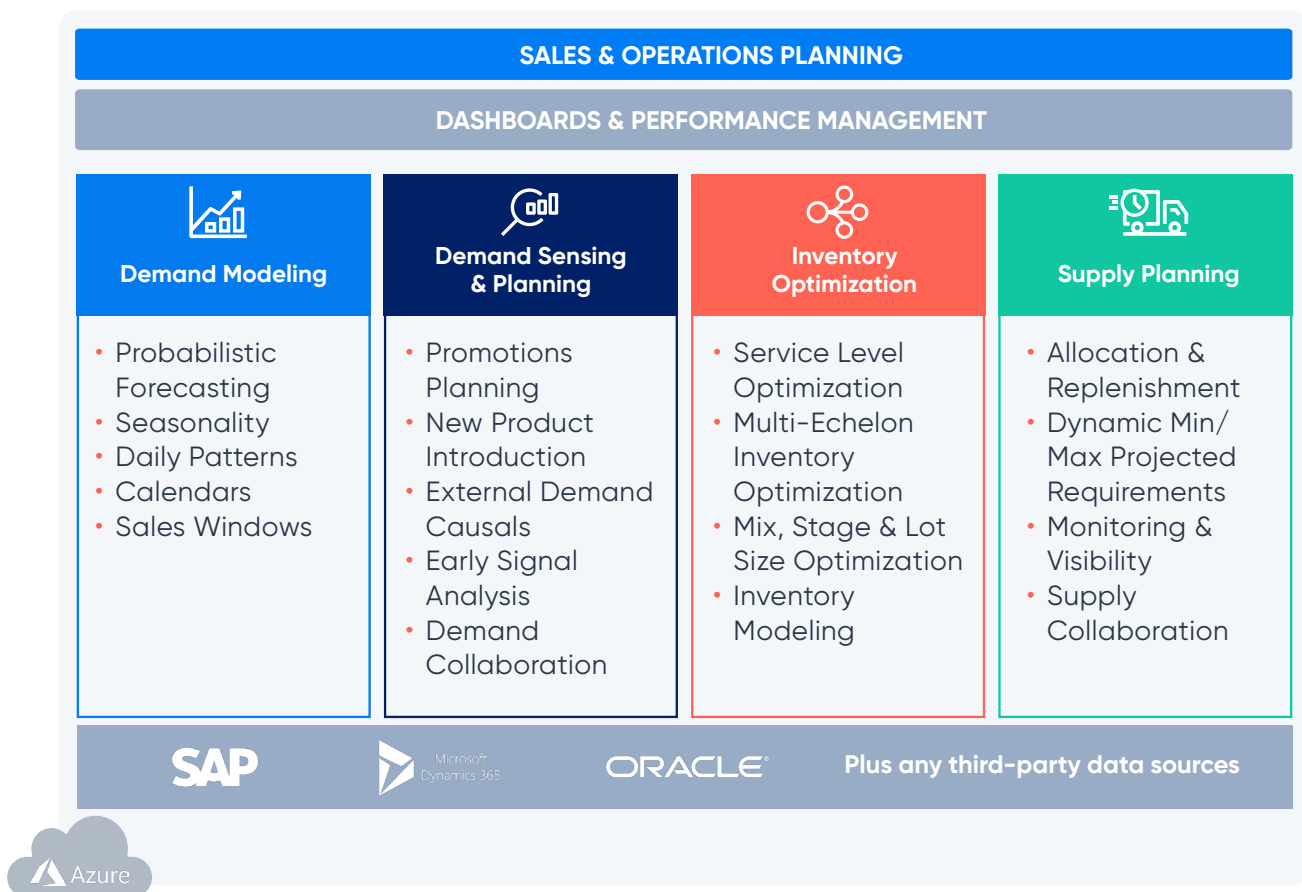 SALES & OPERATIONS PLANNING
DASHBOARDS & PERFORMANCE MANAGEMENT
Demand Modeling
• Probabilistic
Forecasting
• Seasonality
• Daily Patterns
• Calendars
• Sales Windows
Demand Sensing
& Planning
• Promotions
Planning
• New Product
Introduction
• External Demand
Causals
• Early Signal
Analysis
• Demand
Collaboration
Inventory
Optimization
• Service Level
Optimization
• Multi-Echelon
Inventory
Optimization
• Mix, Stage & Lot
Size Optimization
• Inventory
Modeling
Supply Planning
• Allocation &
Replenishment
• Dynamic Min/
Max Projected
Requirements
• Monitoring &
Visibility
• Supply
Collaboration
SAP
Microsoft
Dynamics 365
ORACLE®
Plus any third-party data sources
Azure